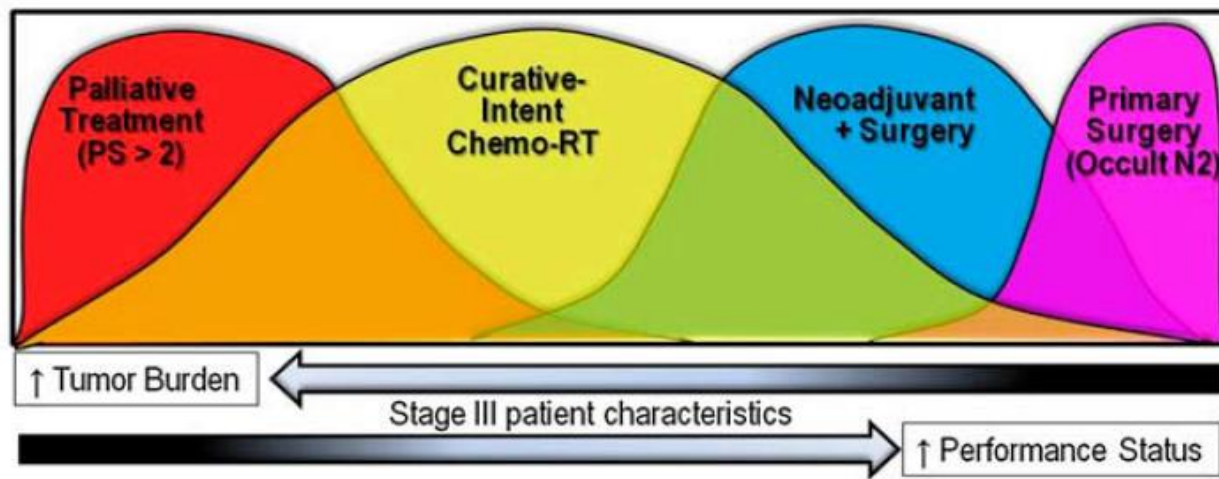 Palliative
Treatment
(PS > 2)
Curative-
Intent
Chemo-RT
Neoadjuvant
+ Surgery
Primary
Surgery
(Occult N2)
↑ Tumor Burden
Stage III patient characteristics
↑ Performance Status